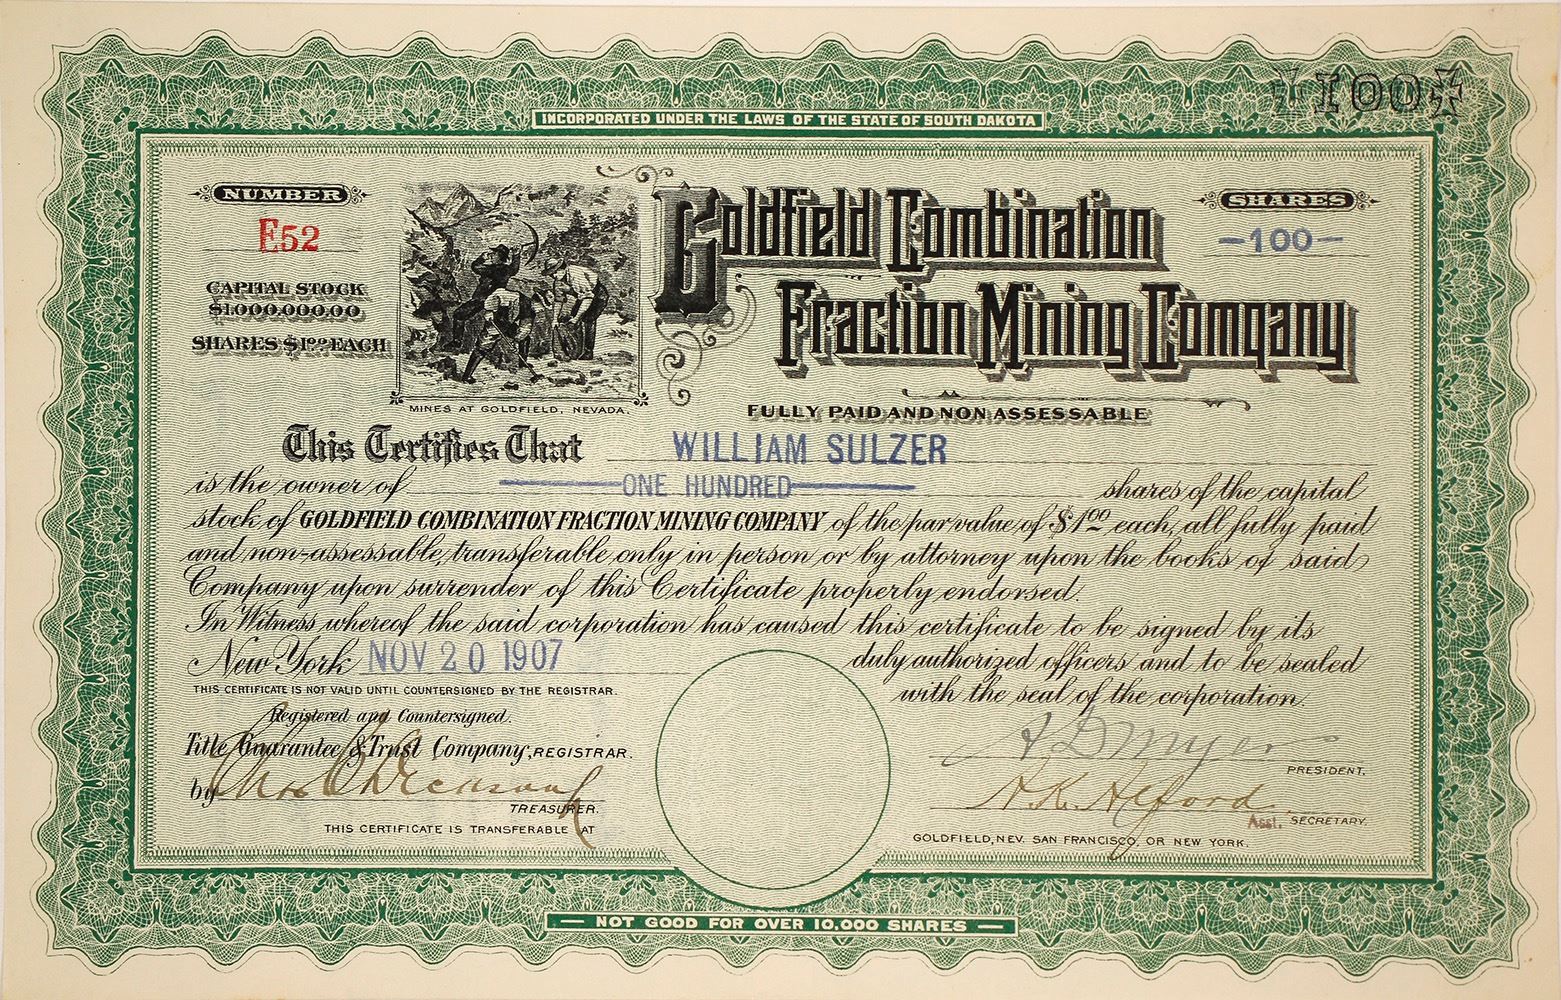 INCORPORATED UNDER THE LAWS OF THE STATE OF SOUTH DAKOTA
100
NUMBER
E52
CAPITAL STOCK
$1.000.000.00
SHARES $1.00 EACH
MINES AT GOLDFIELD, NEVADA.
Goldfield Combination
Fraction Mining Company
SHARES
-100-
FULLY PAID AND NON ASSESSABLE
This Certifies That WILLIAM SULZER
is the owner of ONE HUNDRED shares of the capital
stock of GOLDFIELD COMBINATION FRACTION MINING COMPANY of the par value of $1.00 each, all fully paid
and non-assessable, transferable only in person or by attorney upon the books of said
Company upon surrender of this Certificate properly endorsed.
In Witness whereof the said corporation has caused this certificate to be signed by its
New York NOV 20 1907 duly authorized officers and to be sealed
with the seal of the corporation.
THIS CERTIFICATE IS NOT VALID UNTIL COUNTERSIGNED BY THE REGISTRAR.
Registered and Countersigned.
Title Guarantee & Trust Company, REGISTRAR.
by
TREASURER.
THIS CERTIFICATE IS TRANSFERABLE AT
A D Myer
PRESIDENT.
A.K. Alford
Asst. SECRETARY.
GOLDFIELD, NEV. SAN FRANCISCO, OR NEW YORK.
NOT GOOD FOR OVER 10,000 SHARES